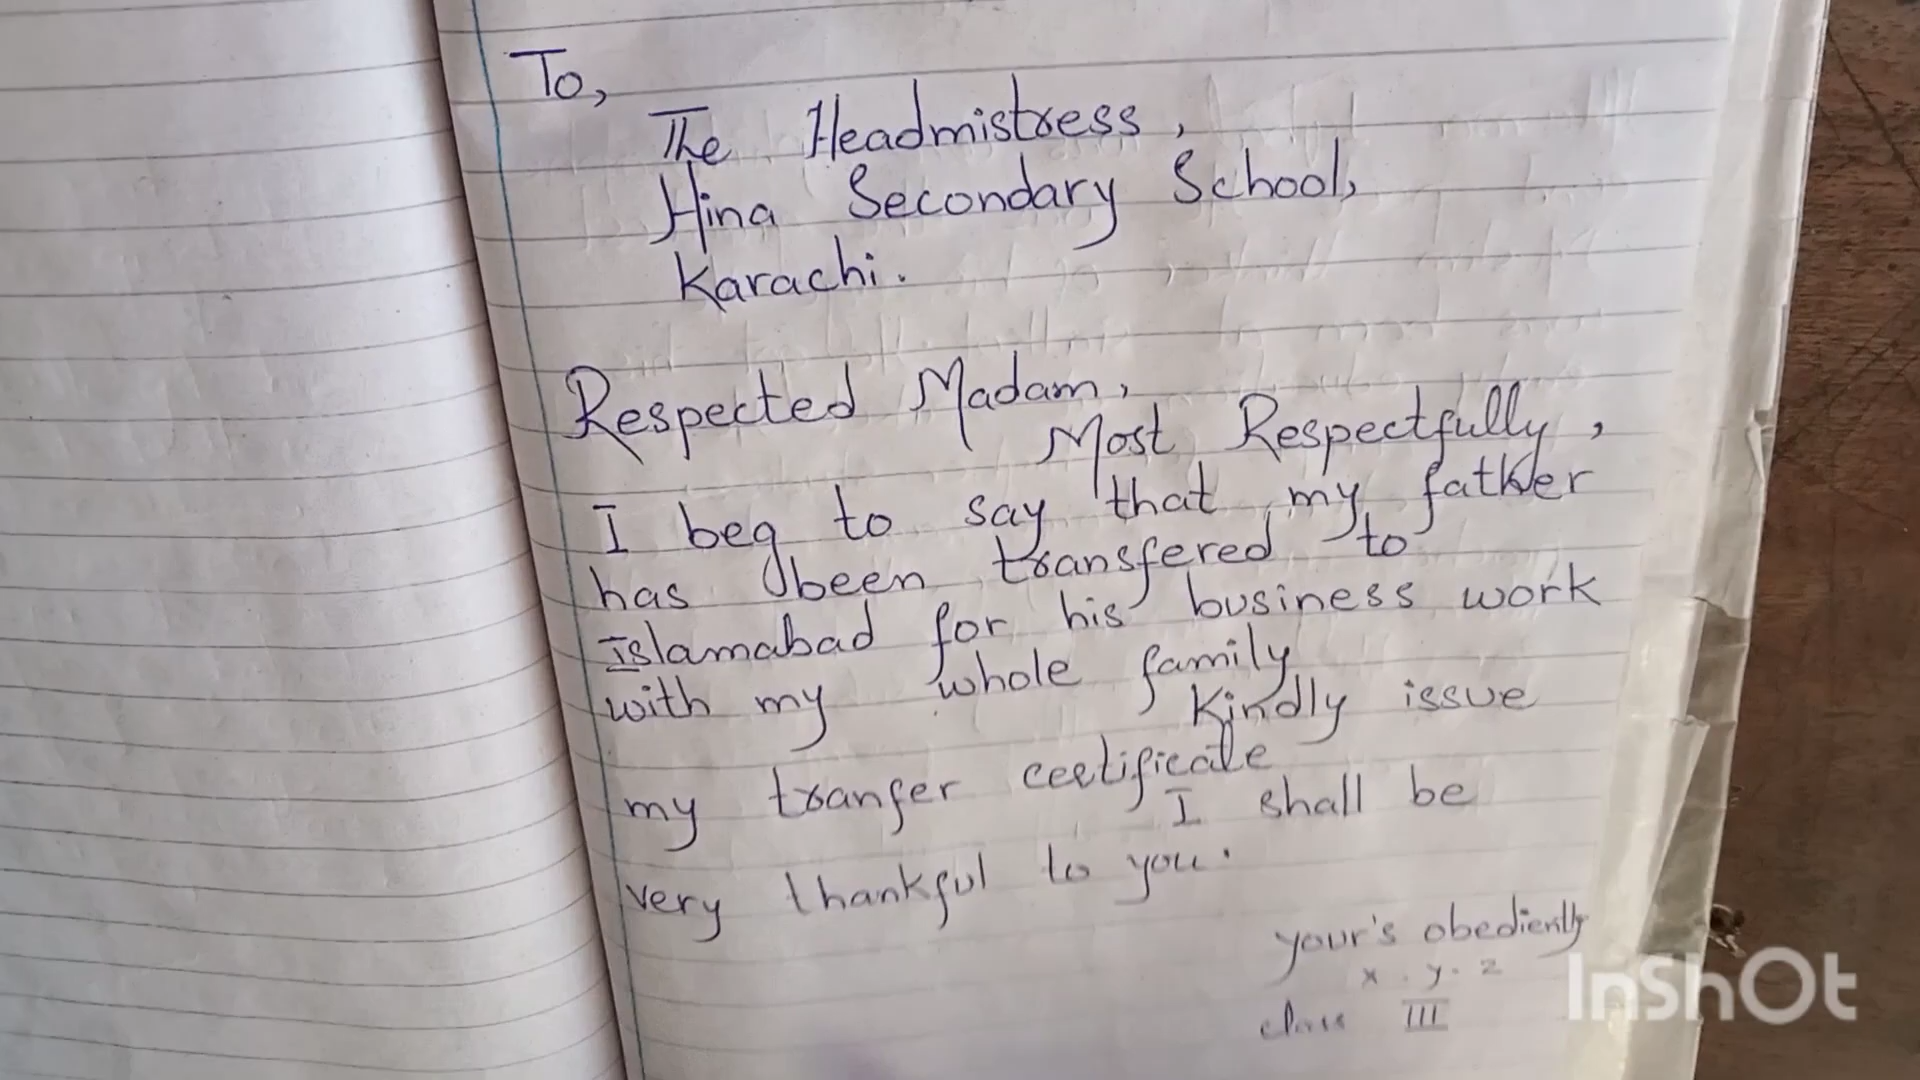 To,
The Headmistress,
Hina Secondary School,
Karachi.
Respected Madam,
Most Respectfully,
I beg to say that my father
has been transfered to
islamabad for his business work
with my whole family
Kindly issue
my tranfer certificate
I shall be
very thankful to you.
your's obediently
x.y.z
class III
InShOt